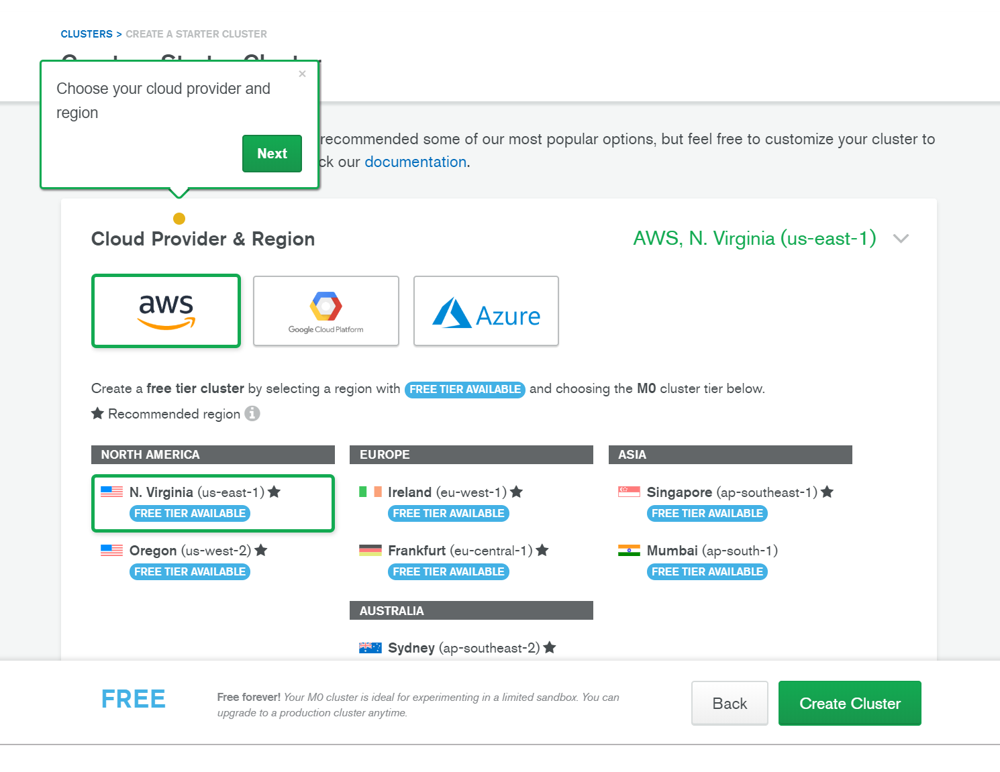 CLUSTERS > CREATE A STARTER CLUSTER
Choose your cloud provider and
region
Next
recommended some of our most popular options, but feel free to customize your cluster to
ck our documentation.
Cloud Provider & Region
AWS, N. Virginia (us-east-1)
aws
Google Cloud Platform
Azure
Create a free tier cluster by selecting a region with FREE TIER AVAILABLE and choosing the M0 cluster tier below.
★ Recommended region
NORTH AMERICA
N. Virginia (us-east-1) ★
FREE TIER AVAILABLE
Oregon (us-west-2) ★
FREE TIER AVAILABLE
EUROPE
Ireland (eu-west-1) ★
FREE TIER AVAILABLE
Frankfurt (eu-central-1) ★
FREE TIER AVAILABLE
AUSTRALIA
Sydney (ap-southeast-2) ★
ASIA
Singapore (ap-southeast-1) ★
FREE TIER AVAILABLE
Mumbai (ap-south-1)
FREE TIER AVAILABLE
FREE
Free forever! Your M0 cluster is ideal for experimenting in a limited sandbox. You can
upgrade to a production cluster anytime.
Back
Create Cluster